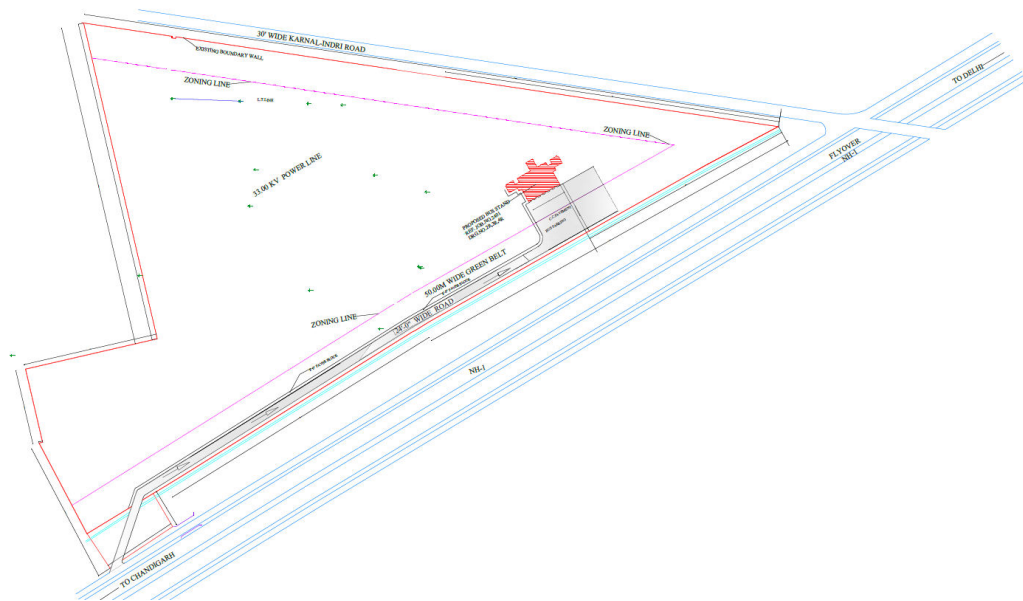 30' WIDE KARNAL-INDRI ROAD
EXISTING BOUNDARY WALL
ZONING LINE
TO DELHI
ZONING LINE
FLYOVER
NH-1
33.00 KV POWER LINE
PROPOSED BUS STAND
50.00M WIDE GREEN BELT
24'-0" WIDE ROAD
ZONING LINE
NH-1
TO CHANDIGARH